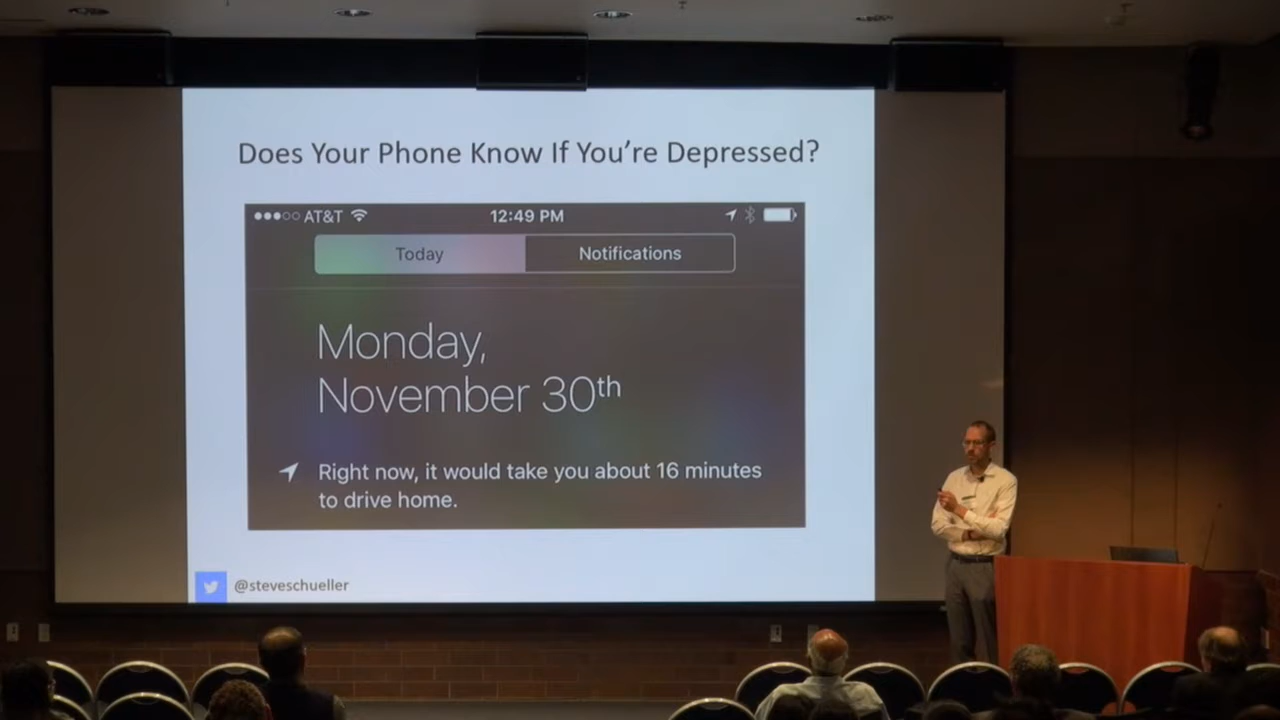 Does Your Phone Know If You're Depressed?
AT&T 12:49 PM
Today Notifications
Monday,
November 30th
Right now, it would take you about 16 minutes
to drive home.
@steveschueller